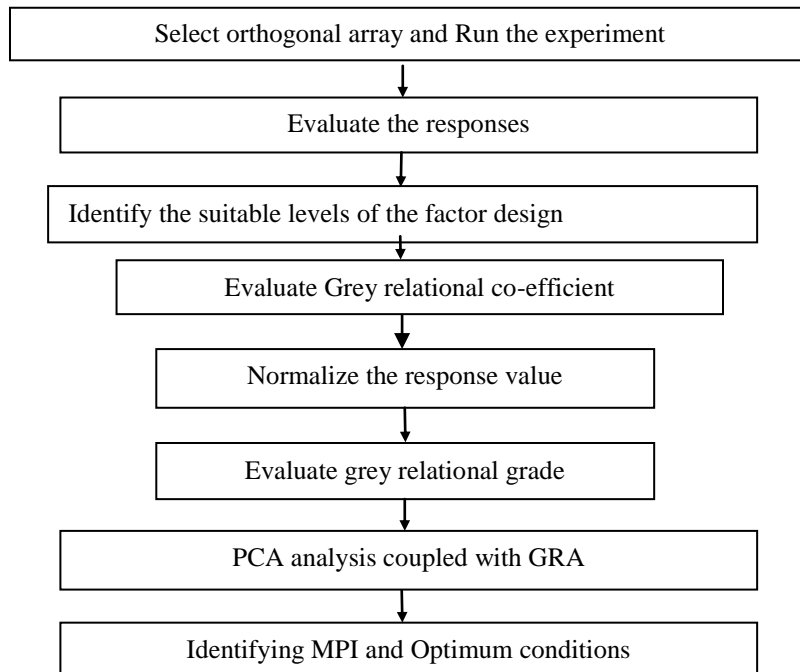 Select orthogonal array and Run the experiment
Evaluate the responses
Identify the suitable levels of the factor design
Evaluate Grey relational co-efficient
Normalize the response value
Evaluate grey relational grade
PCA analysis coupled with GRA
Identifying MPI and Optimum conditions